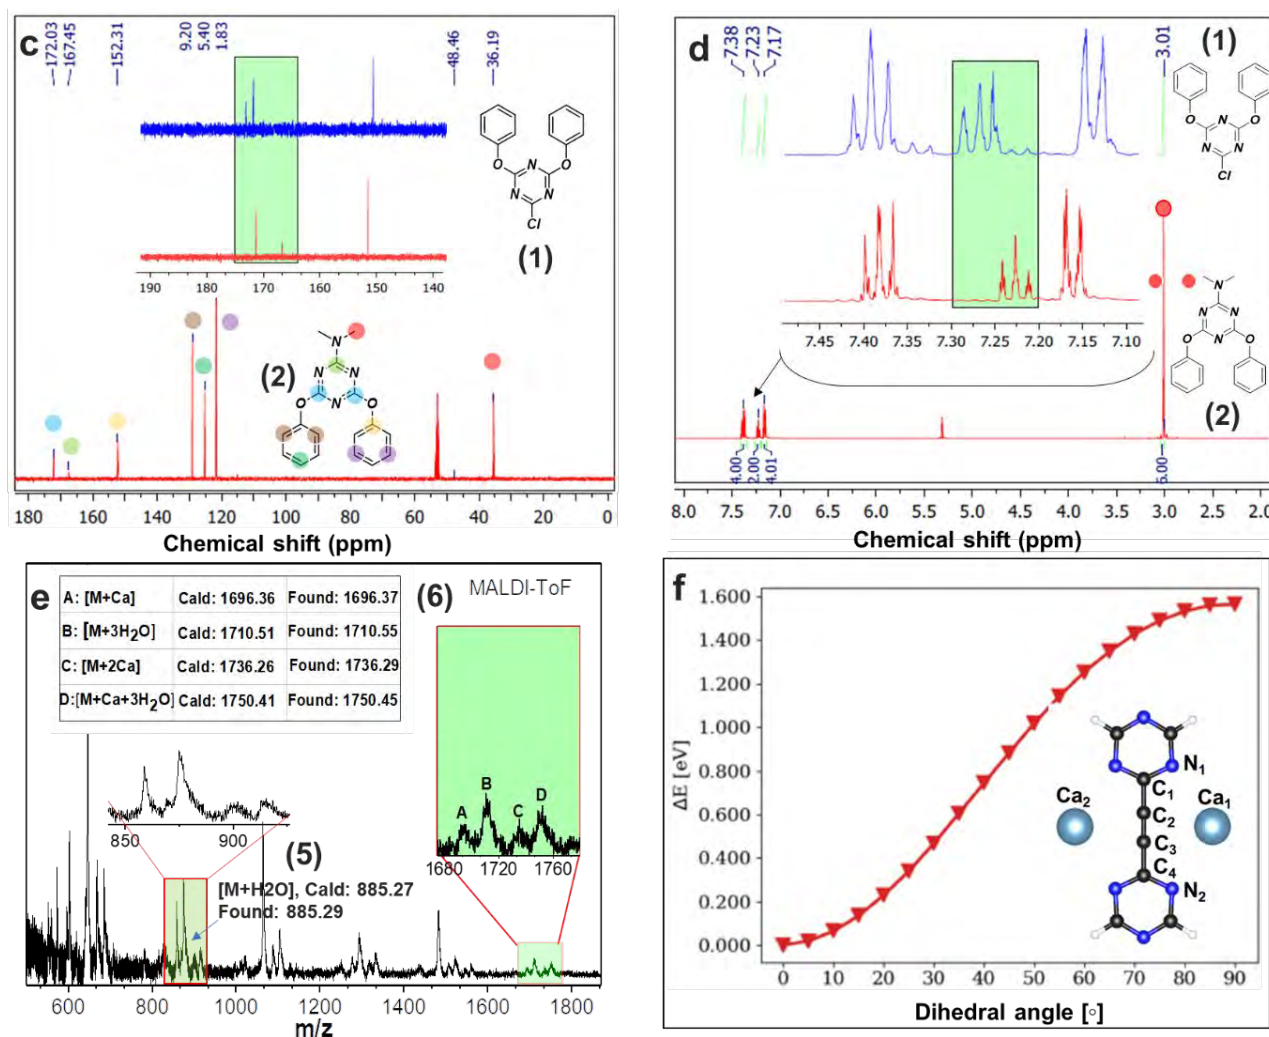 c
172.03
167.45
152.31
9.20
5.40
1.83
48.46
36.19
190 180 170 160 150 140
O O
N N
N
Cl
(1)
(2)
N
N N
O N O
180 160 140 120 100 80 60 40 20 0
Chemical shift (ppm)
d
7.38
7.23
7.17
3.01
(1)
O O
N N
N
Cl
7.45 7.40 7.35 7.30 7.25 7.20 7.15 7.10
N
N N
O N O
(2)
4.00
2.00
4.01
6.00
8.0 7.5 7.0 6.5 6.0 5.5 5.0 4.5 4.0 3.5 3.0 2.5 2.0
Chemical shift (ppm)
e
A: [M+Ca] Cald: 1696.36 Found: 1696.37
B: [M+3H2O] Cald: 1710.51 Found: 1710.55
C: [M+2Ca] Cald: 1736.26 Found: 1736.29
D:[M+Ca+3H2O] Cald: 1750.41 Found: 1750.45
(6) MALDI-ToF
A B C D
1680 1720 1760
850 900
(5)
[M+H2O], Cald: 885.27
Found: 885.29
600 800 1000 1200 1400 1600 1800
m/z
f
1.600
1.400
1.200
1.000
0.800
0.600
0.400
0.200
0.000
ΔE [eV]
N1
C1
Ca2 C2 Ca1
C3
C4
N2
0 10 20 30 40 50 60 70 80 90
Dihedral angle [°]